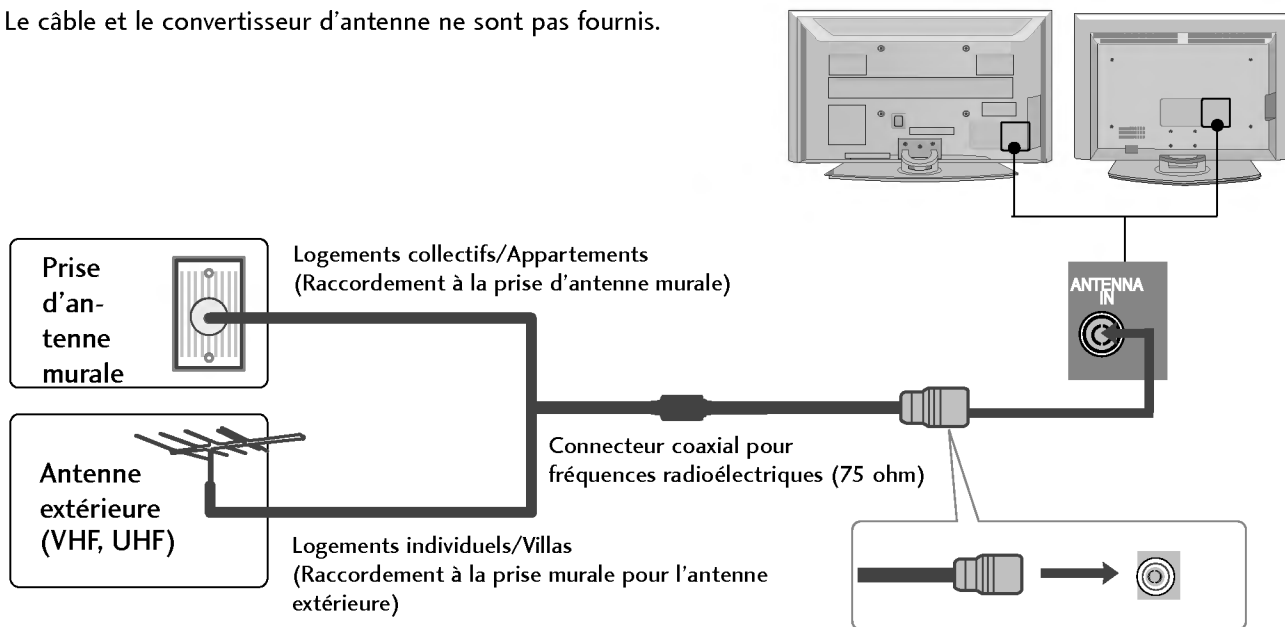 Le câble et le convertisseur d'antenne ne sont pas fournis.
Prise
d'an-
tenne
murale
Logements collectifs/Appartements
(Raccordement à la prise d'antenne murale)
ANTENNA
IN
Antenne
extérieure
(VHF, UHF)
Connecteur coaxial pour
fréquences radioélectriques (75 ohm)
Logements individuels/Villas
(Raccordement à la prise murale pour l'antenne
extérieure)